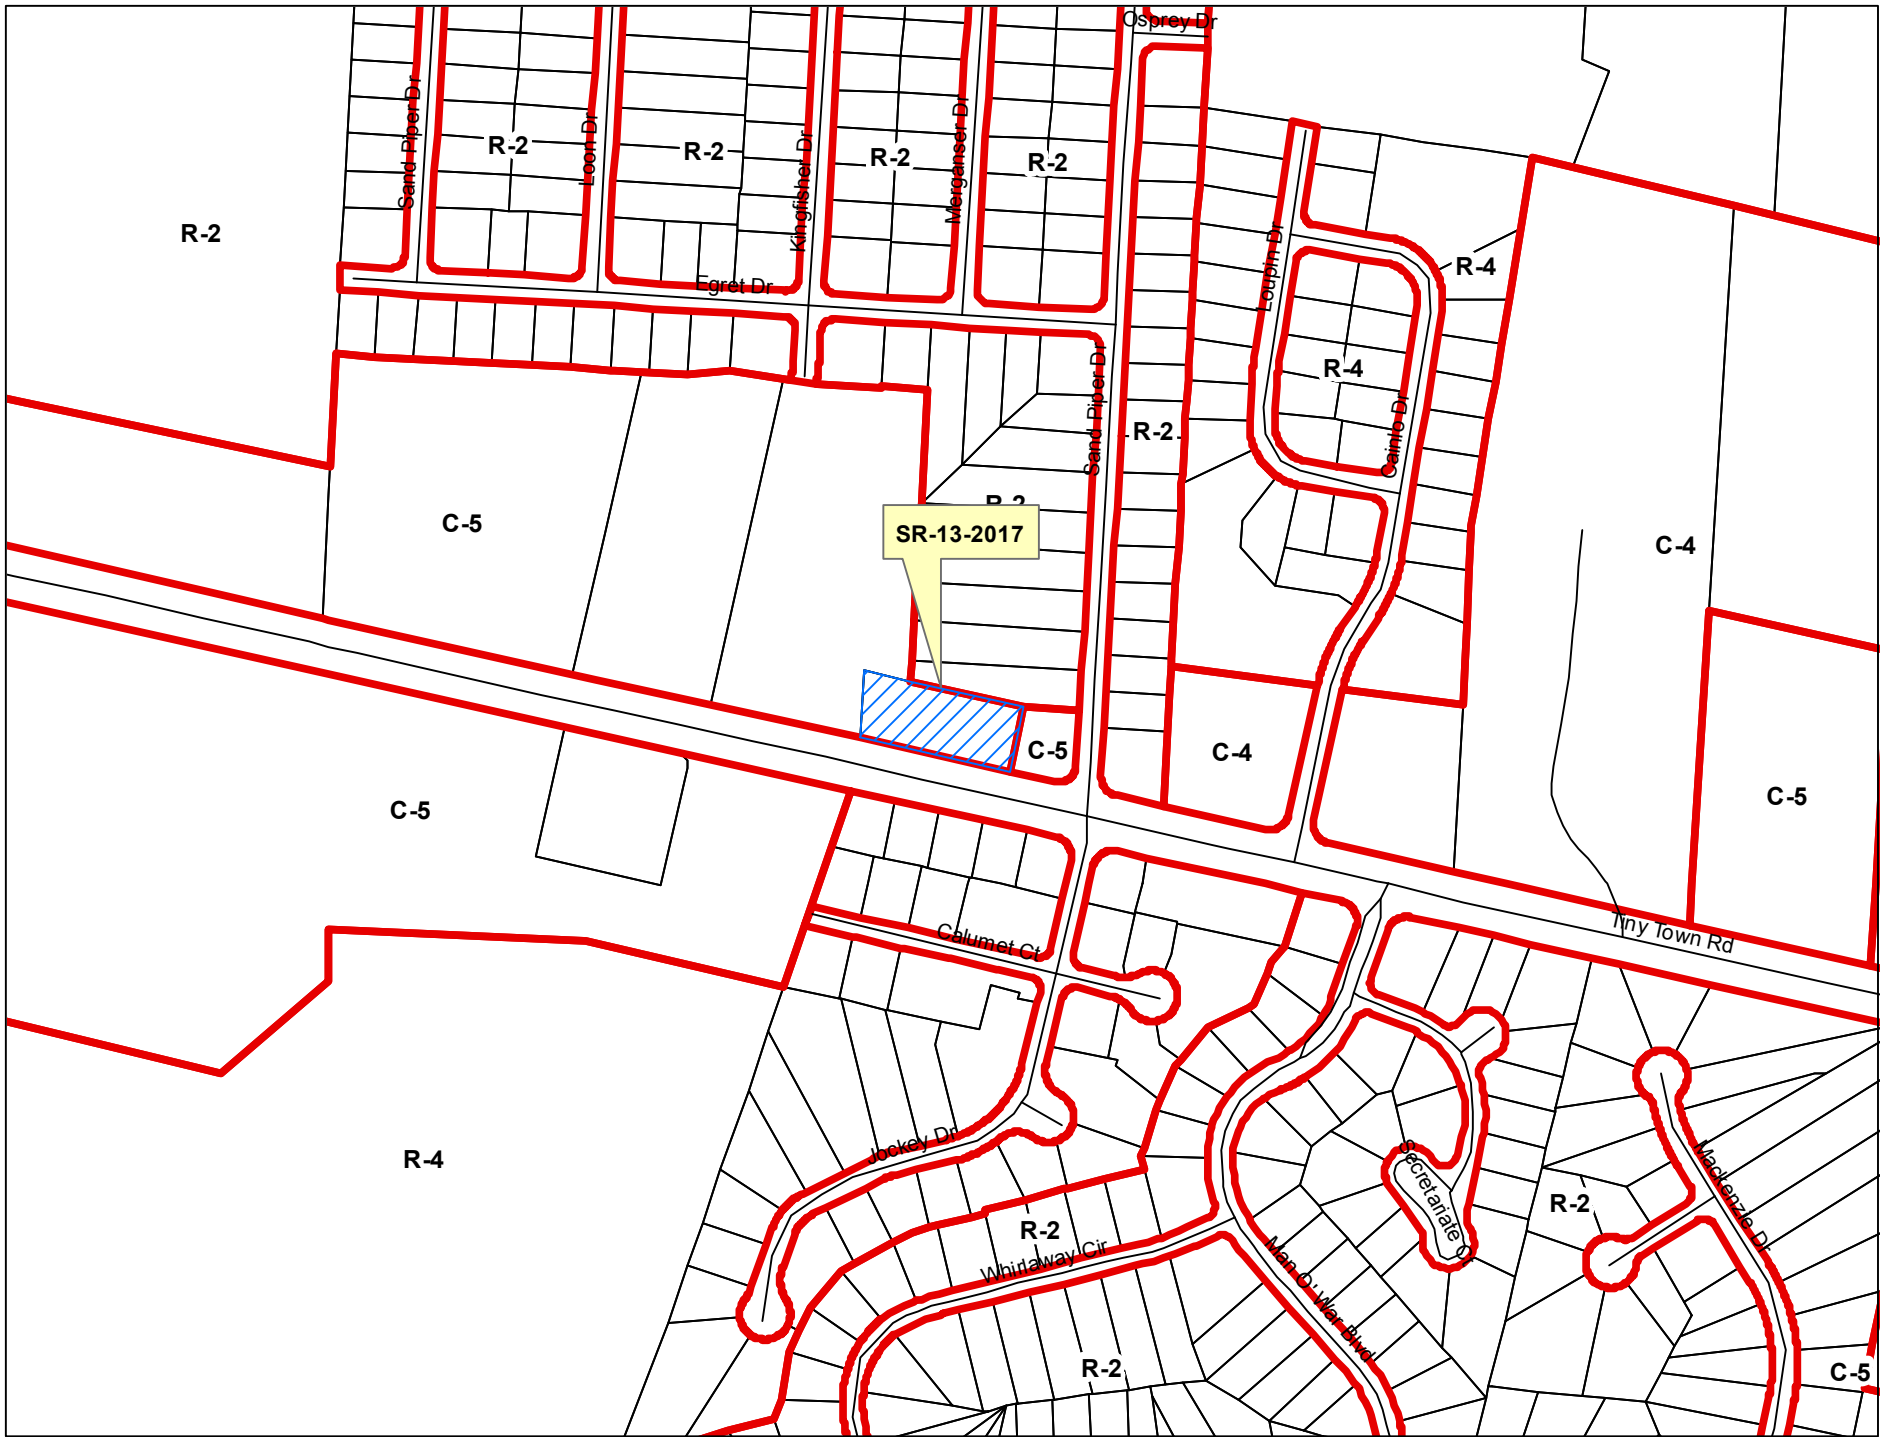 Osprey Dr
Sand Piper Dr
R-2
Loon Dr
R-2
Kingfisher Dr
R-2
Merganser Dr
R-2
R-2
Loupin Dr
R-4
Egret Dr
R-4
Sand Piper Dr
R-2
Cainlo Dr
C-5
R-2
SR-13-2017
C-4
C-5
C-4
C-5
C-5
Tiny Town Rd
Calumet Ct
Jockey Dr
R-4
Secretariate Ct
Mackenzie Dr
R-2
R-2
Whirlaway Cir
Man O' War Blvd
R-2
C-5